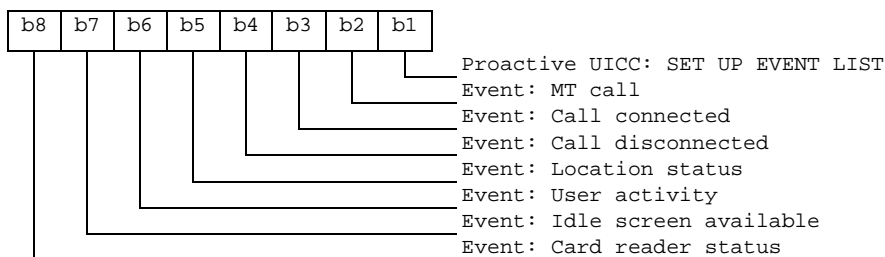 b8 b7 b6 b5 b4 b3 b2 b1
Proactive UICC: SET UP EVENT LIST
Event: MT call
Event: Call connected
Event: Call disconnected
Event: Location status
Event: User activity
Event: Idle screen available
Event: Card reader status